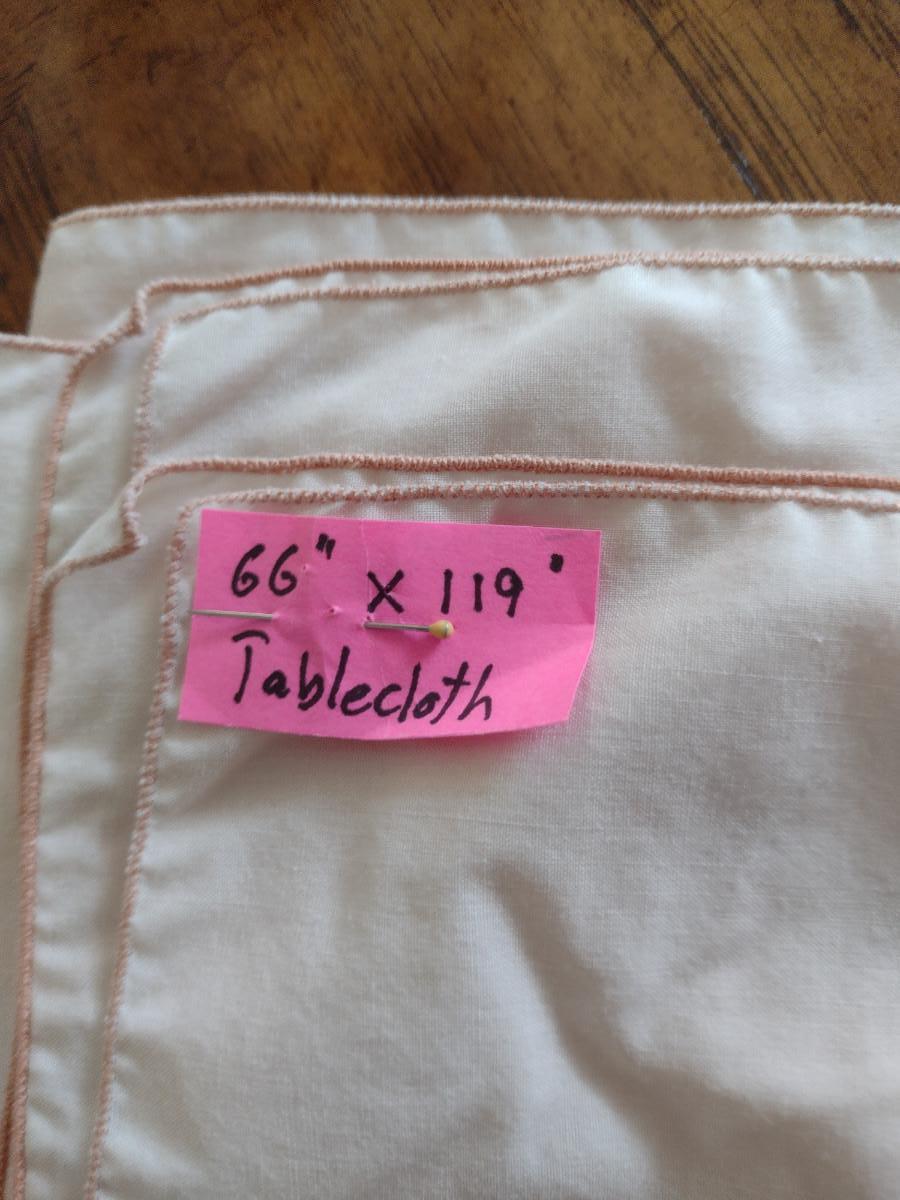 66" X 119'
Tablecloth